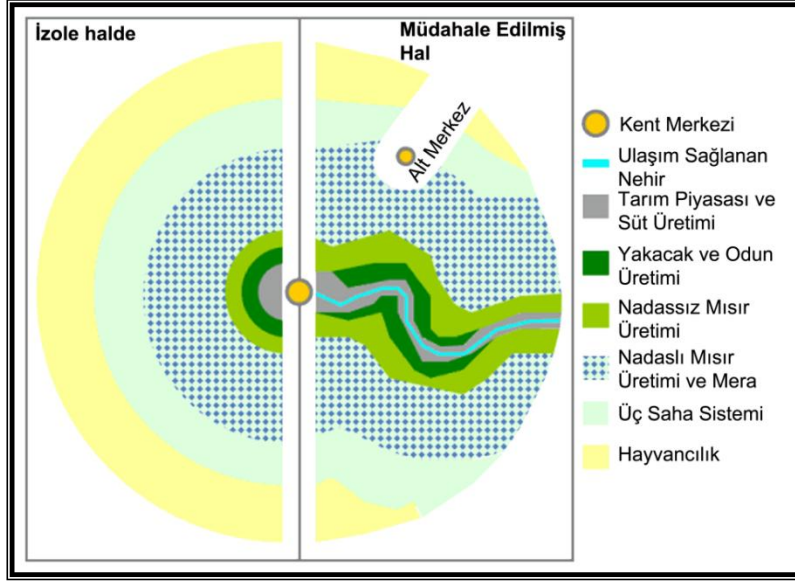 İzole halde
Müdahale Edilmiş
Hal
Alt Merkez
Kent Merkezi
Ulaşım Sağlanan
Nehir
Tarım Piyasası ve
Süt Üretimi
Yakacak ve Odun
Üretimi
Nadassız Mısır
Üretimi
Nadaslı Mısır
Üretimi ve Mera
Üç Saha Sistemi
Hayvancılık